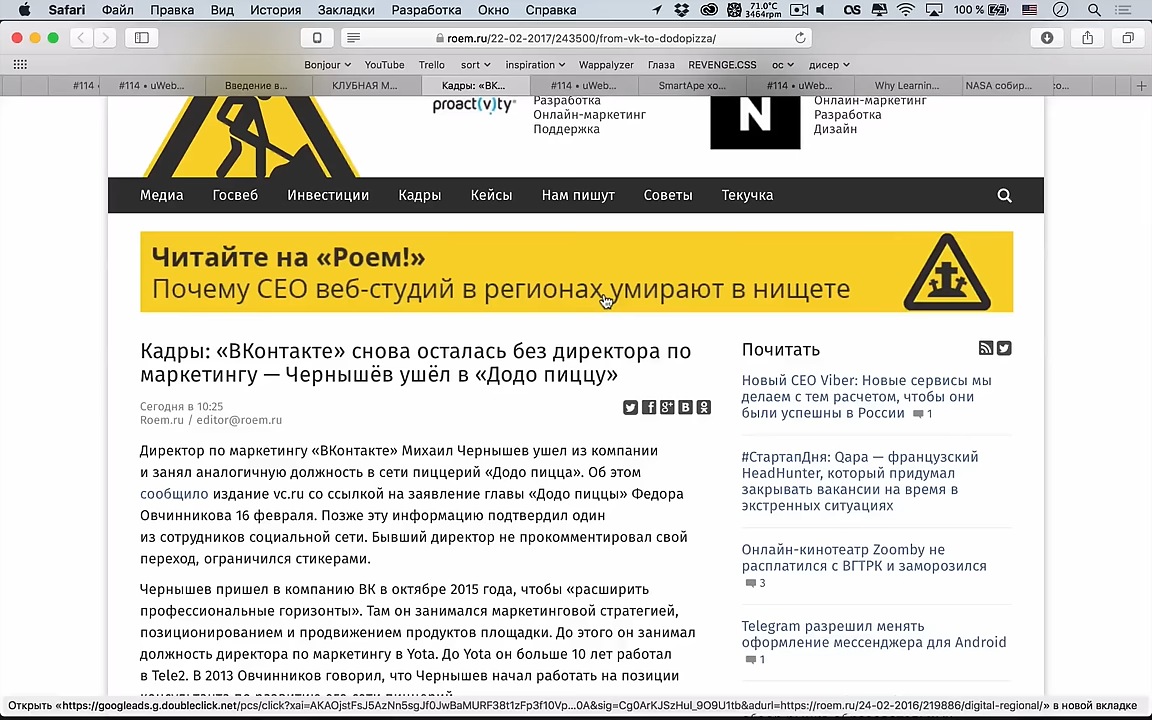 Safari Файл Правка Вид История Закладки Разработка Окно Справка 71.0°C 3464rpm 100 %
roem.ru/22-02-2017/243500/from-vk-to-dodopizza/
Bonjour YouTube Trello sort inspiration Wappalyzer Глаза REVENGE.CSS ос дисер
#114 • #114 • uWeb... Введение в... КЛУБНАЯ М... Кадры: «ВК... #114 • uWeb... SmartApe хо... #114 • uWeb... Why Learnin... NASA собир...
proact(v)ty
Разработка
Онлайн-маркетинг
Поддержка
N
Онлайн-маркетинг
Разработка
Дизайн
Медиа Госвеб Инвестиции Кадры Кейсы Нам пишут Советы Текучка
Читайте на «Роем!»
Почему CEO веб-студий в регионах умирают в нищете
Кадры: «ВКонтакте» снова осталась без директора по
маркетингу — Чернышёв ушёл в «Додо пиццу»
Сегодня в 10:25
Roem.ru / editor@roem.ru
Директор по маркетингу «ВКонтакте» Михаил Чернышев ушел из компании
и занял аналогичную должность в сети пиццерий «Додо пицца». Об этом
сообщило издание vc.ru со ссылкой на заявление главы «Додо пиццы» Федора
Овчинникова 16 февраля. Позже эту информацию подтвердил один
из сотрудников социальной сети. Бывший директор не прокомментировал свой
переход, ограничился стикерами.
Чернышев пришел в компанию ВК в октябре 2015 года, чтобы «расширить
профессиональные горизонты». Там он занимался маркетинговой стратегией,
позиционированием и продвижением продуктов площадки. До этого он занимал
должность директора по маркетингу в Yota. До Yota он больше 10 лет работал
в Tele2. В 2013 Овчинников говорил, что Чернышев начал работать на позиции
консультанта по развитию его сети пиццерий.
Почитать
Новый CEO Viber: Новые сервисы мы
делаем с тем расчетом, чтобы они
были успешны в России 1
#СтартапДня: Qapa — французский
HeadHunter, который придумал
закрывать вакансии на время в
экстренных ситуациях
Онлайн-кинотеатр Zoomby не
расплатился с ВГТРК и заморозился
3
Telegram разрешил менять
оформление мессенджера для Android
1
Открыть «https://googleads.g.doubleclick.net/pcs/click?xai=AKAOjstFsJ5AzNn5sgJf0JwBaMURF38t1zFp3f10Vp...0A&sig=Cg0ArKJSzHul_9O9U1tb&adurl=https://roem.ru/24-02-2016/219886/digital-regional/» в новой вкладке